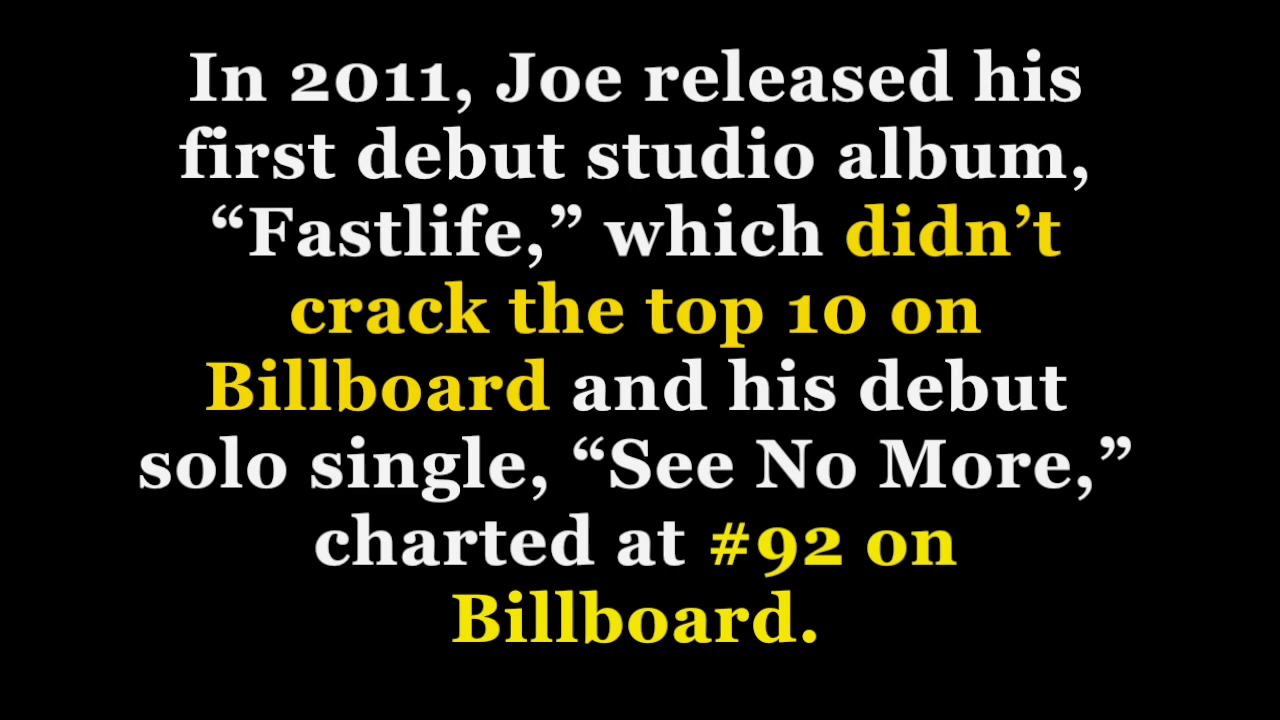 In 2011, Joe released his
first debut studio album,
“Fastlife,” which didn’t
crack the top 10 on
Billboard and his debut
solo single, “See No More,”
charted at #92 on
Billboard.